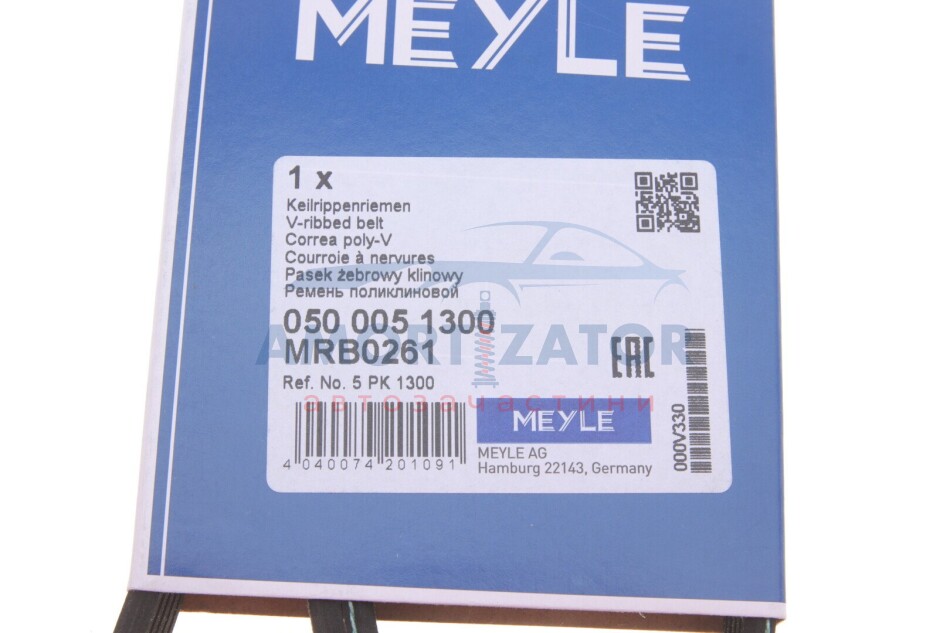 MEYLE
1 x
Keilrippenriemen
V-ribbed belt
Correa poly-V
Courroie à nervures
Pasek żebrowy klinowy
Ремень поликлиновой
050 005 1300
MRB0261
Ref. No. 5 PK 1300
AMORTIZATOR
автозапчастини
EAC
4 040074 201091
MEYLE
MEYLE AG
Hamburg 22143, Germany
000V330